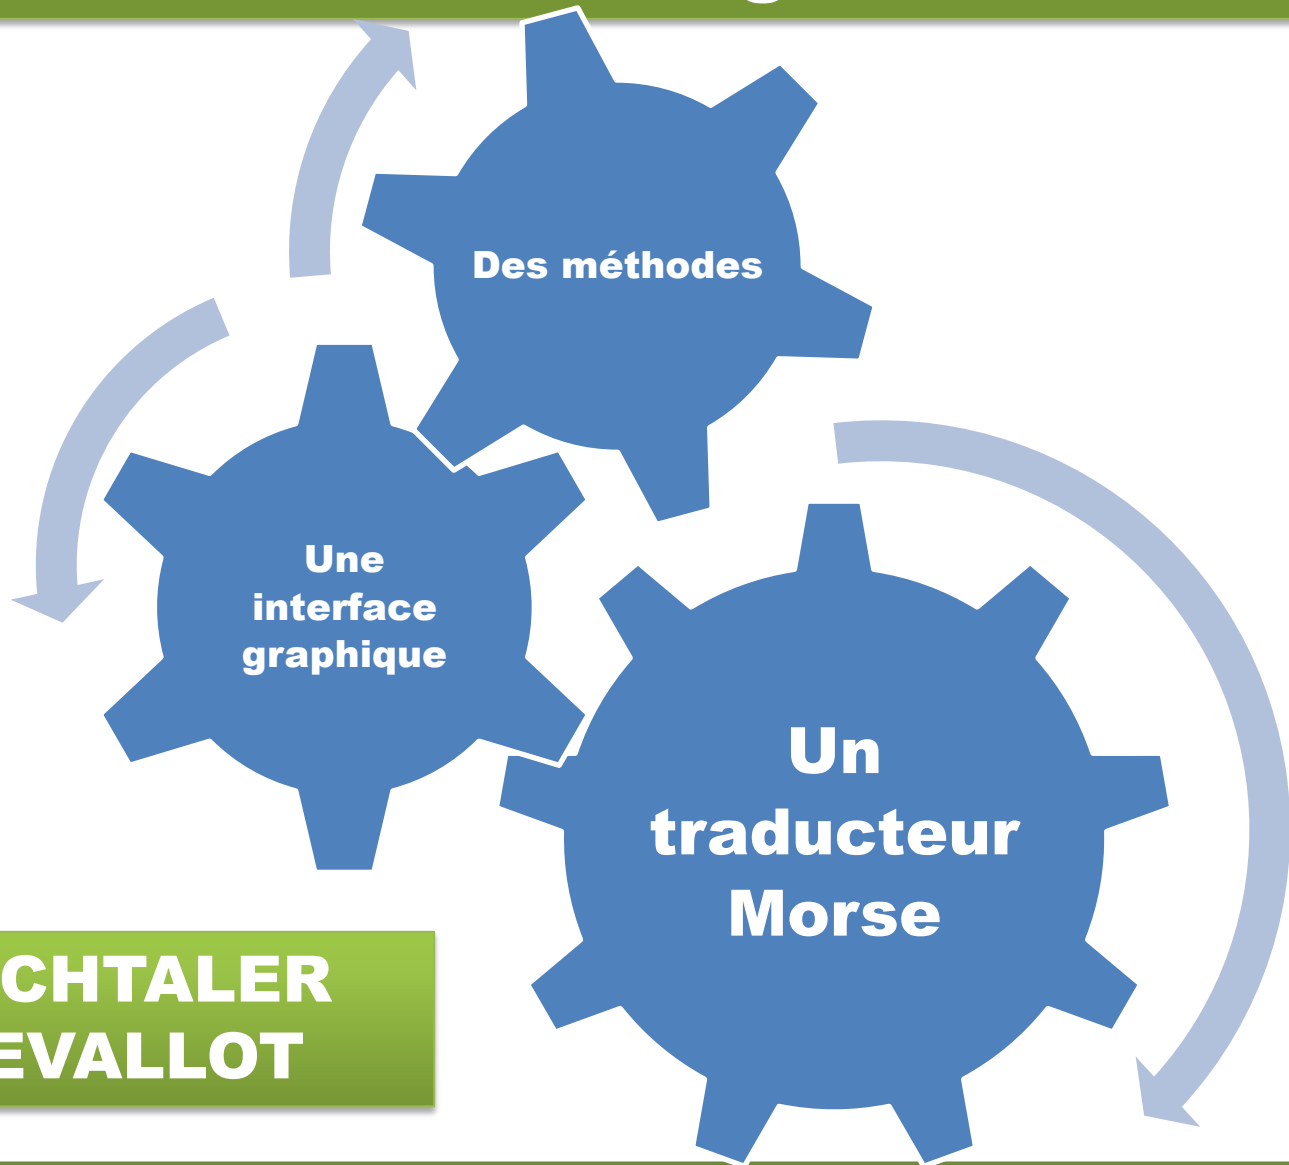 Des méthodes
Une
interface
graphique
Un
traducteur
Morse
CHTALER
EVALLOT